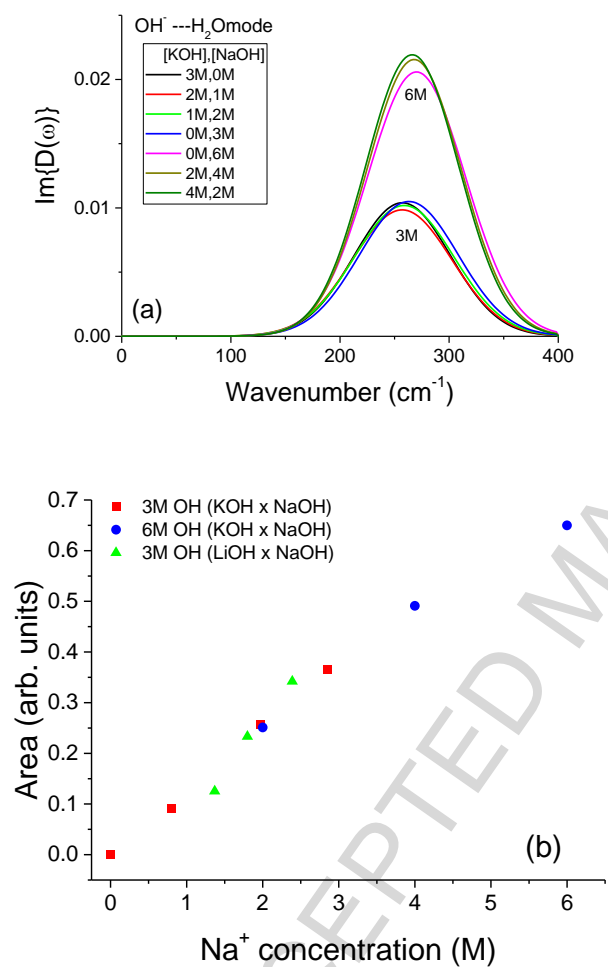 OH⁻ ---H₂Omode
[KOH],[NaOH]
3M,0M
2M,1M
1M,2M
0M,3M
0M,6M
2M,4M
4M,2M
6M
3M
(a)
Im{D(ω)}
0.02
0.01
0.00
0 100 200 300 400
Wavenumber (cm⁻¹)
3M OH (KOH x NaOH)
6M OH (KOH x NaOH)
3M OH (LiOH x NaOH)
Area (arb. units)
0.7
0.6
0.5
0.4
0.3
0.2
0.1
0.0
(b)
0 1 2 3 4 5 6
Na⁺ concentration (M)
CEPTED MA